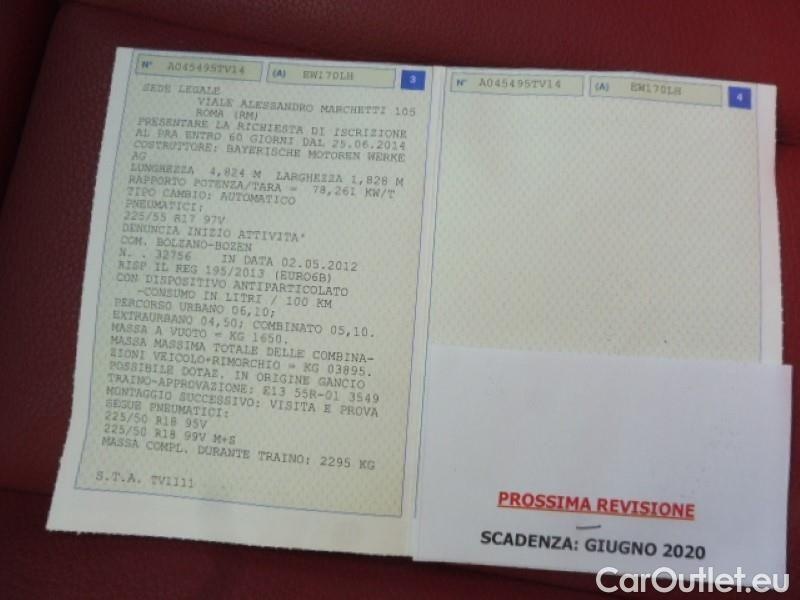 N° A045495TV14 (A) EW170LH 3
SEDE LEGALE
VIALE ALESSANDRO MARCHETTI 105
ROMA (RM)
PRESENTARE LA RICHIESTA DI ISCRIZIONE
AL PRA ENTRO 60 GIORNI DAL 25.06.2014
COSTRUTTORE: BAYERISCHE MOTOREN WERKE
AG
LUNGHEZZA 4,824 M LARGHEZZA 1,828 M
RAPPORTO POTENZA/TARA = 78,261 KW/T
TIPO CAMBIO: AUTOMATICO
PNEUMATICI:
225/55 R17 97V
DENUNCIA INIZIO ATTIVITA'
COM. BOLZANO-BOZEN
N. . 32756 IN DATA 02.05.2012
RISP IL REG 195/2013 (EURO6B)
CON DISPOSITIVO ANTIPARTICOLATO
-CONSUMO IN LITRI / 100 KM
PERCORSO URBANO 06,10;
EXTRAURBANO 04,50; COMBINATO 05,10.
MASSA A VUOTO = KG 1650.
MASSA MASSIMA TOTALE DELLE COMBINA-
ZIONI VEICOLO+RIMORCHIO = KG 03895.
POSSIBILE DOTAZ. IN ORIGINE GANCIO
TRAINO-APPROVAZIONE: E13 55R-01 3549
MONTAGGIO SUCCESSIVO: VISITA E PROVA
SEGUE PNEUMATICI:
225/50 R18 95V
225/50 R18 99V M+S
MASSA COMPL. DURANTE TRAINO: 2295 KG
S.T.A. TV1111
N° A045495TV14 (A) EW170LH 4
PROSSIMA REVISIONE
SCADENZA: GIUGNO 2020
CarOutlet.eu